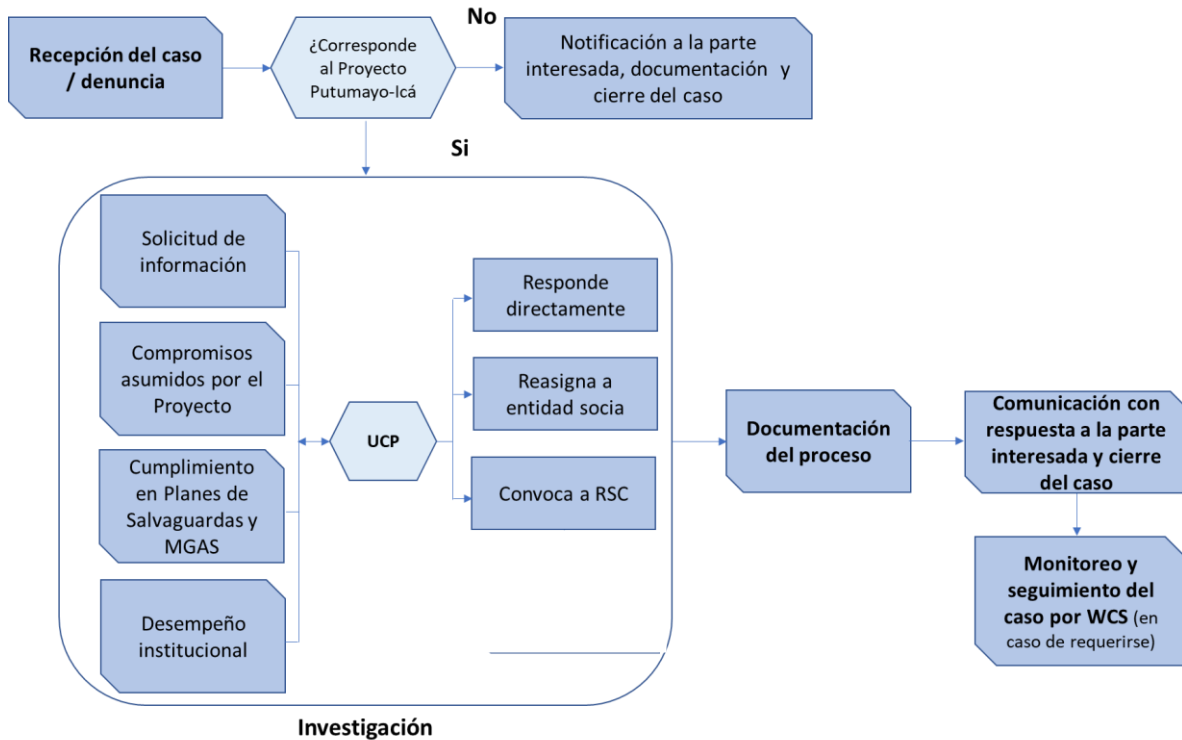 Recepción del caso
/ denuncia
¿Corresponde
al Proyecto
Putumayo-Icá
No
Notificación a la parte
interesada, documentación y
cierre del caso
Si
Solicitud de
información
Compromisos
asumidos por el
Proyecto
Cumplimiento
en Planes de
Salvaguardas y
MGAS
Desempeño
institucional
UCP
Responde
directamente
Reasigna a
entidad socia
Convoca a RSC
Investigación
Documentación
del proceso
Comunicación con
respuesta a la parte
interesada y cierre
del caso
Monitoreo y
seguimiento del
caso por WCS (en
caso de requerirse)